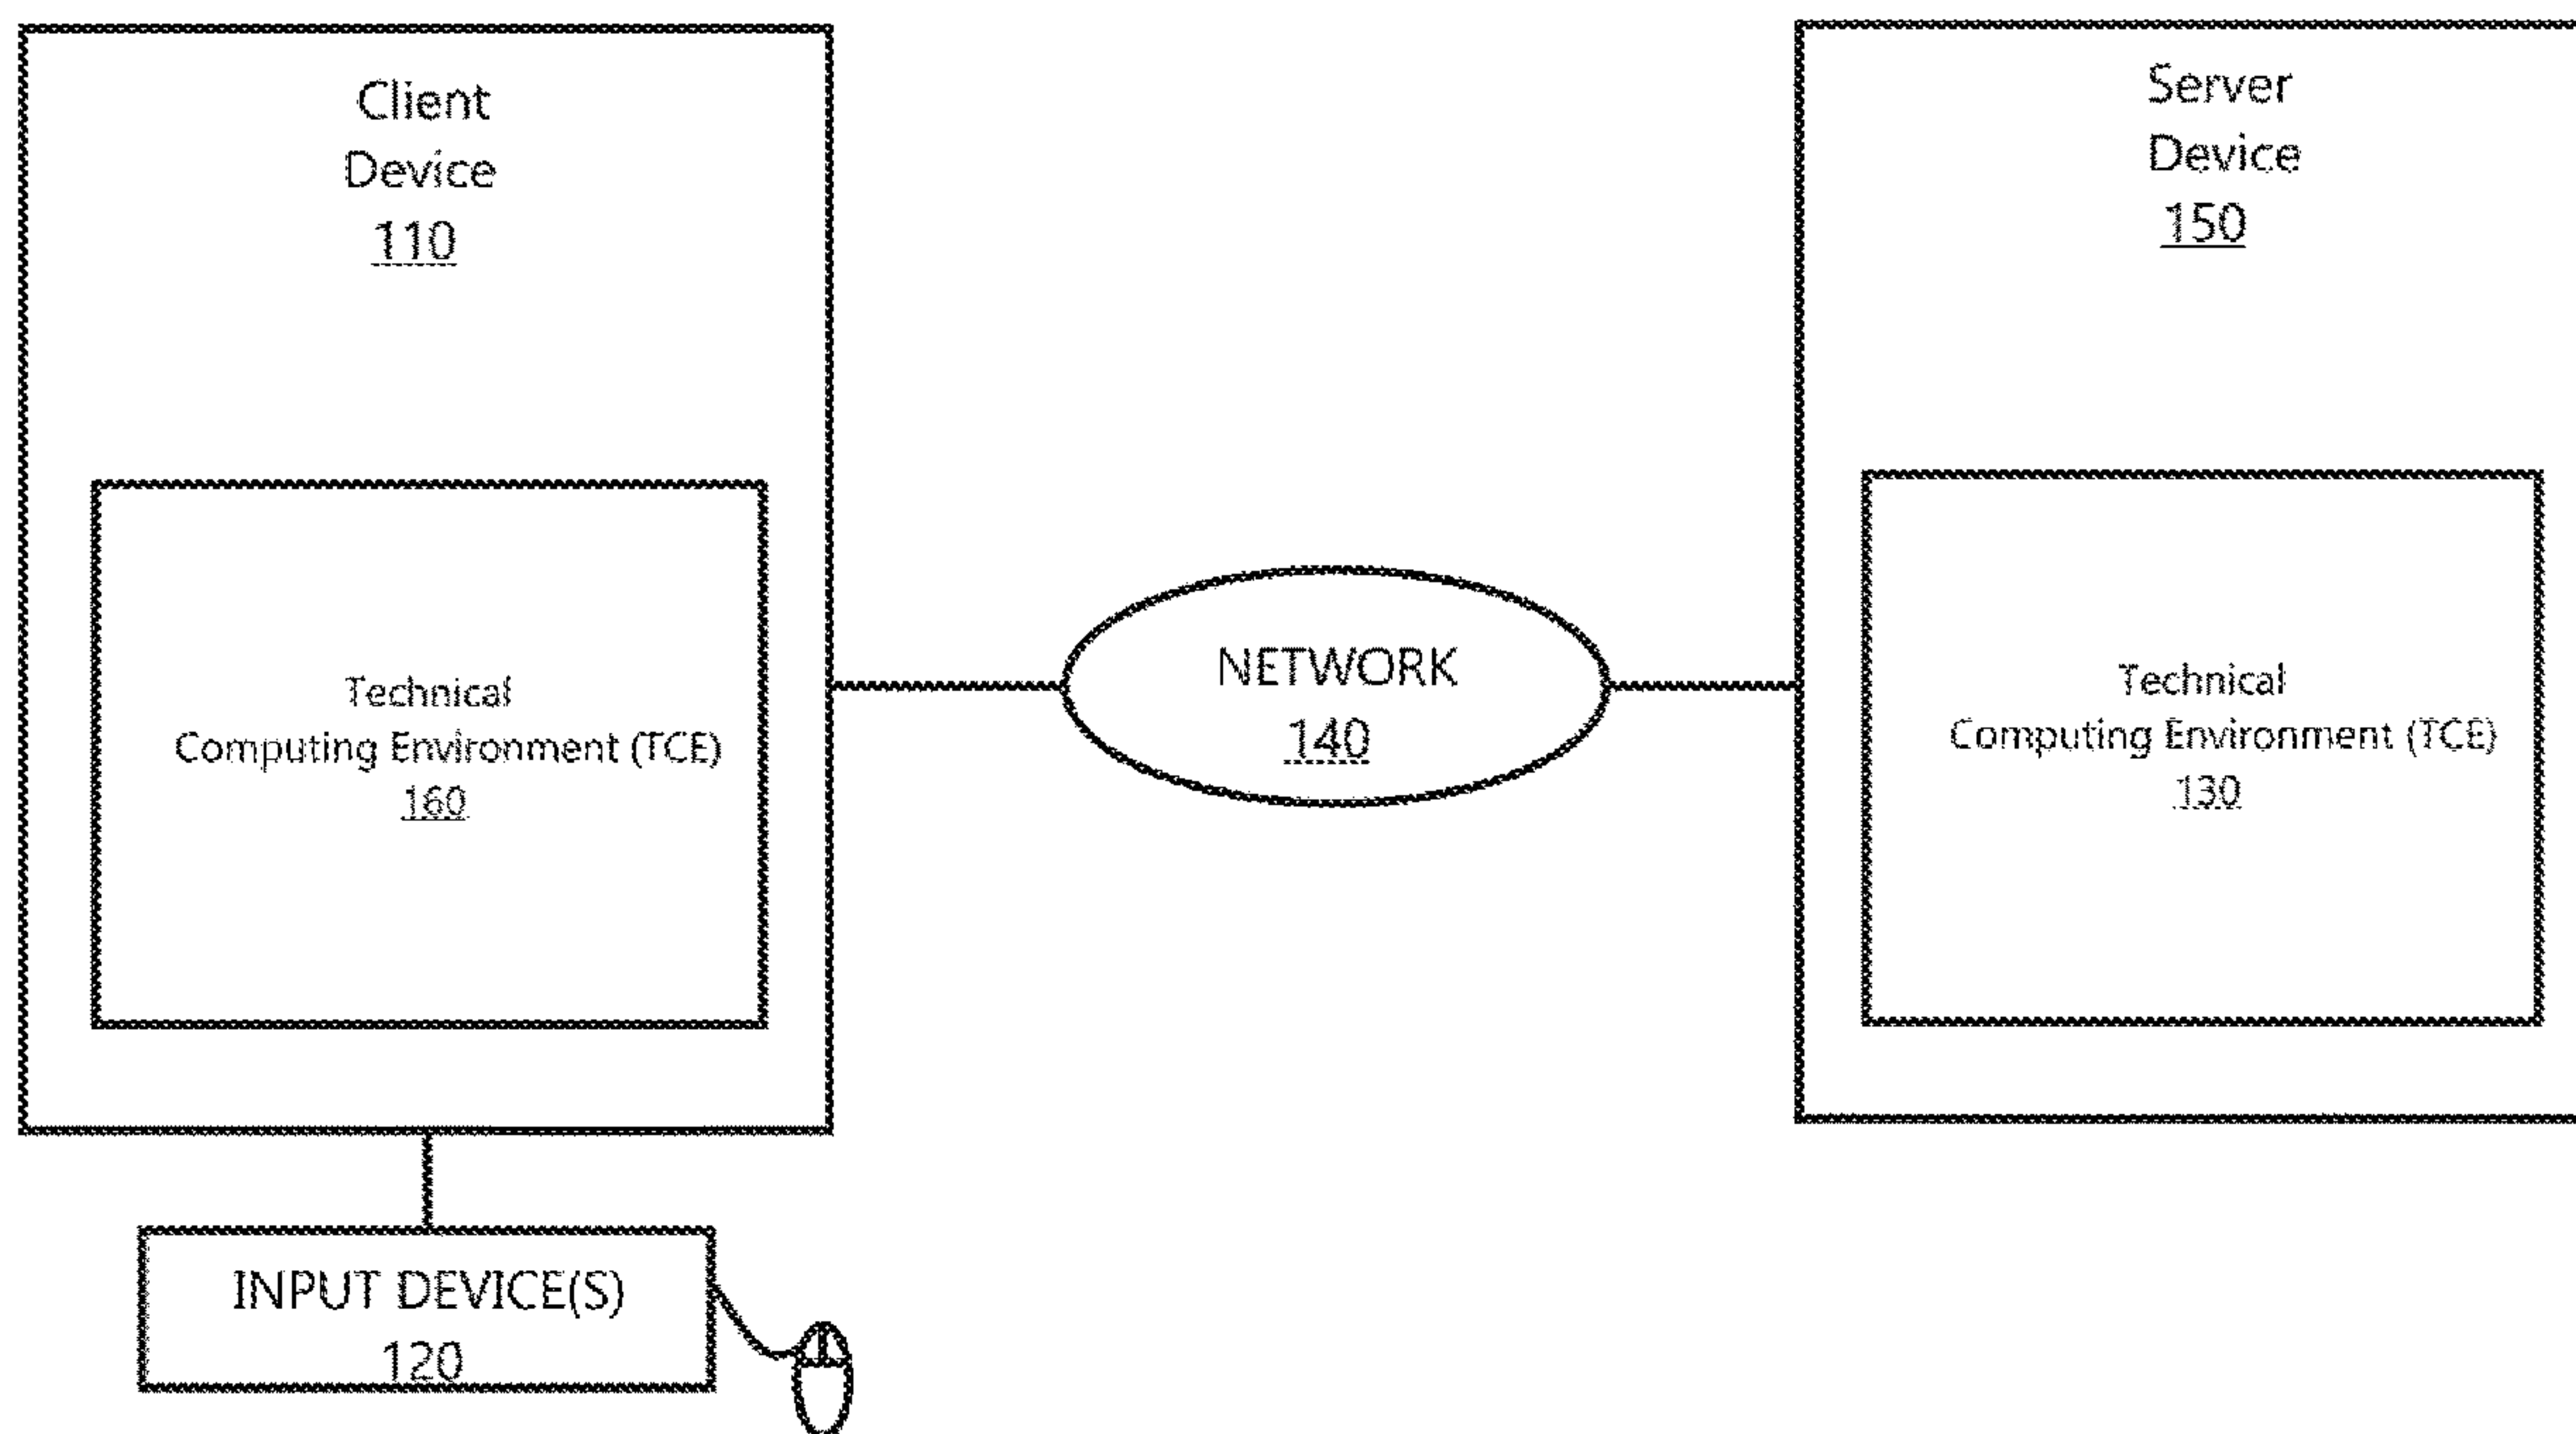 Client
Device
110
Technical
Computing Environment (TCE)
160
INPUT DEVICE(S)
120
NETWORK
140
Server
Device
150
Technical
Computing Environment (TCE)
130